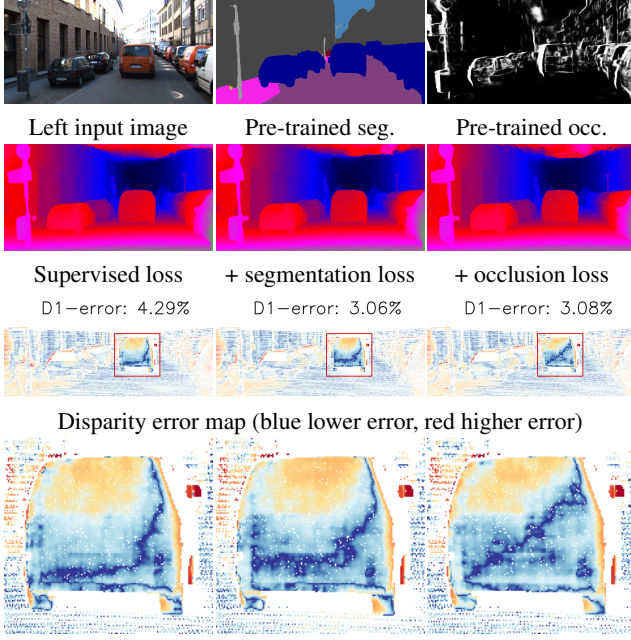 Left input image Pre-trained seg. Pre-trained occ.
Supervised loss + segmentation loss + occlusion loss
D1-error: 4.29% D1-error: 3.06% D1-error: 3.08%
Disparity error map (blue lower error, red higher error)